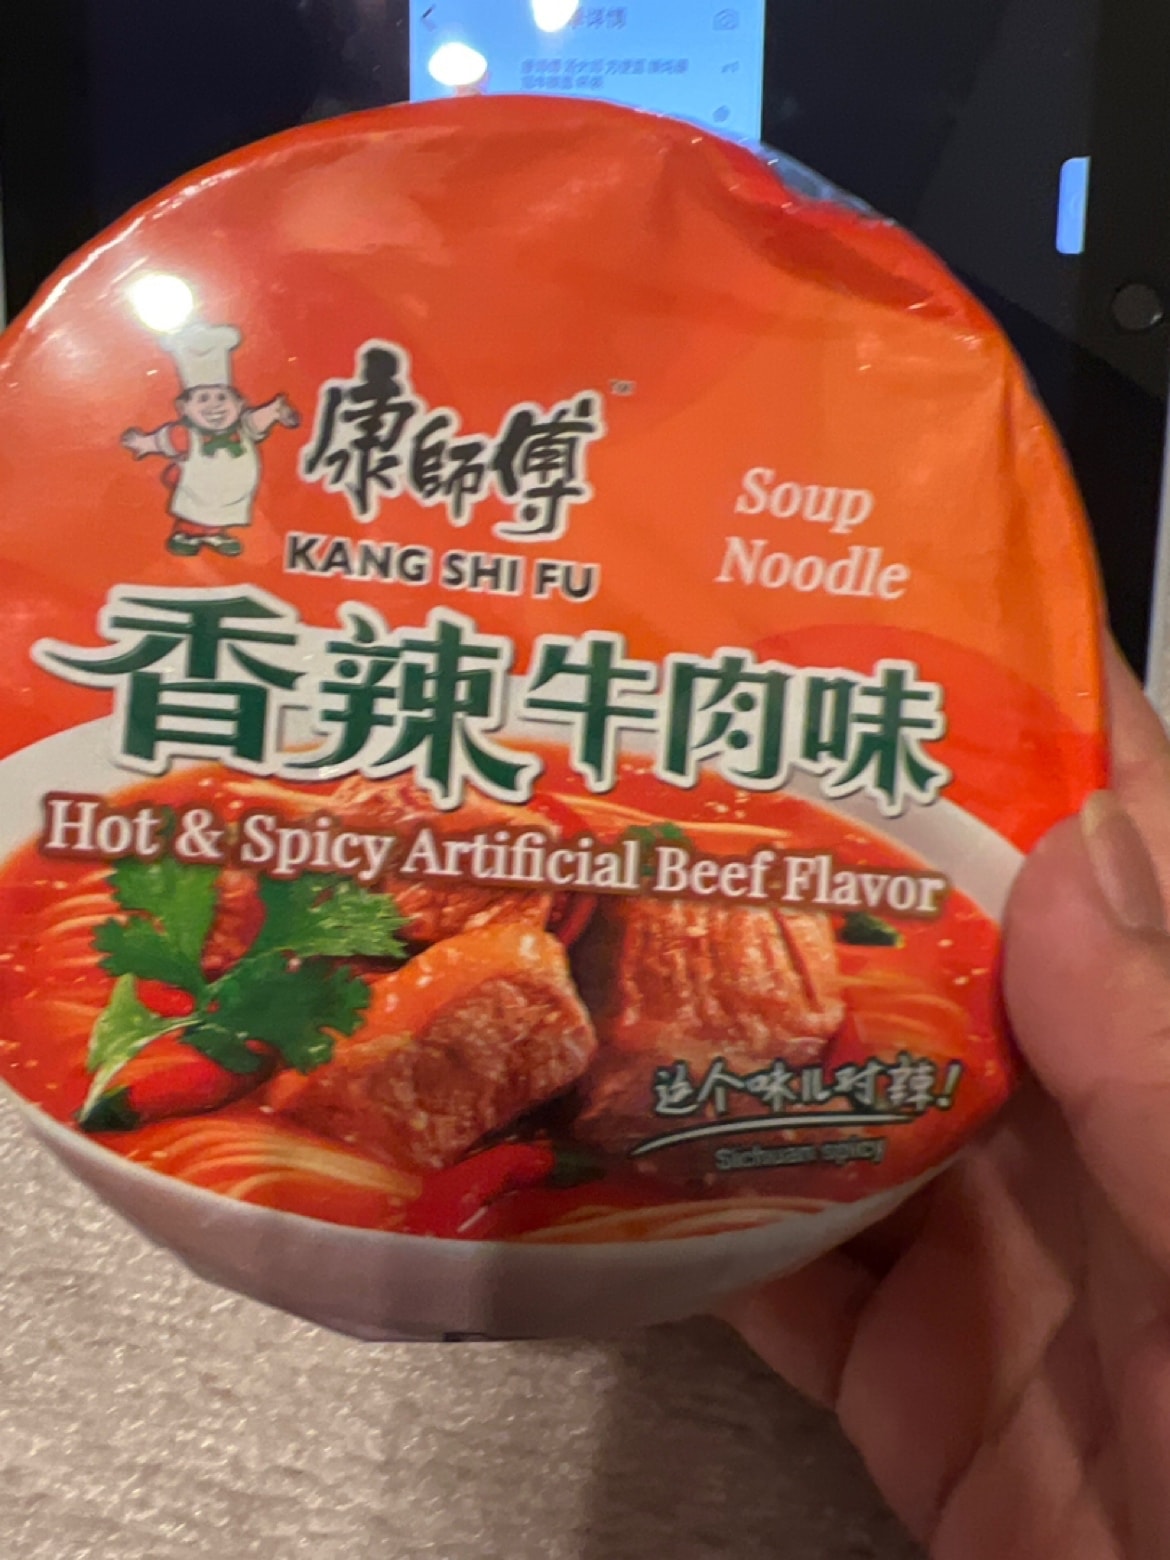 康師傅
TM
KANG SHI FU
Soup
Noodle
香辣牛肉味
Hot & Spicy Artificial Beef Flavor
这个味儿对辣!
Sichuan spicy